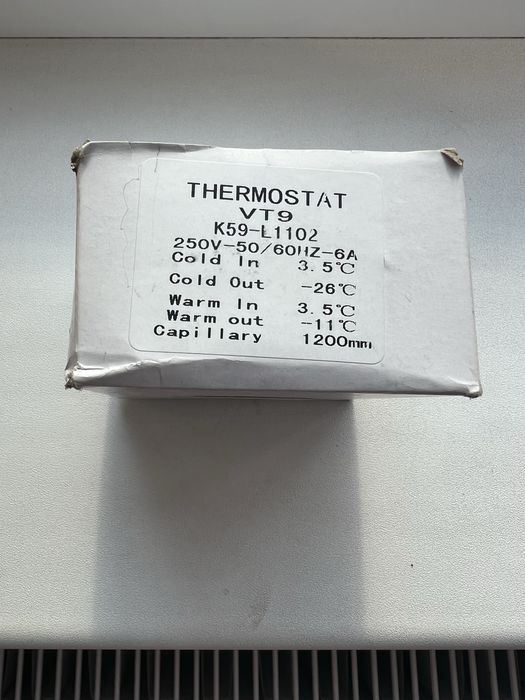 THERMOSTAT
VT9
K59-L1102
250V-50/60HZ-6A
Cold In 3.5℃
Cold Out -26℃
Warm In 3.5℃
Warm out -11℃
Capillary 1200mm